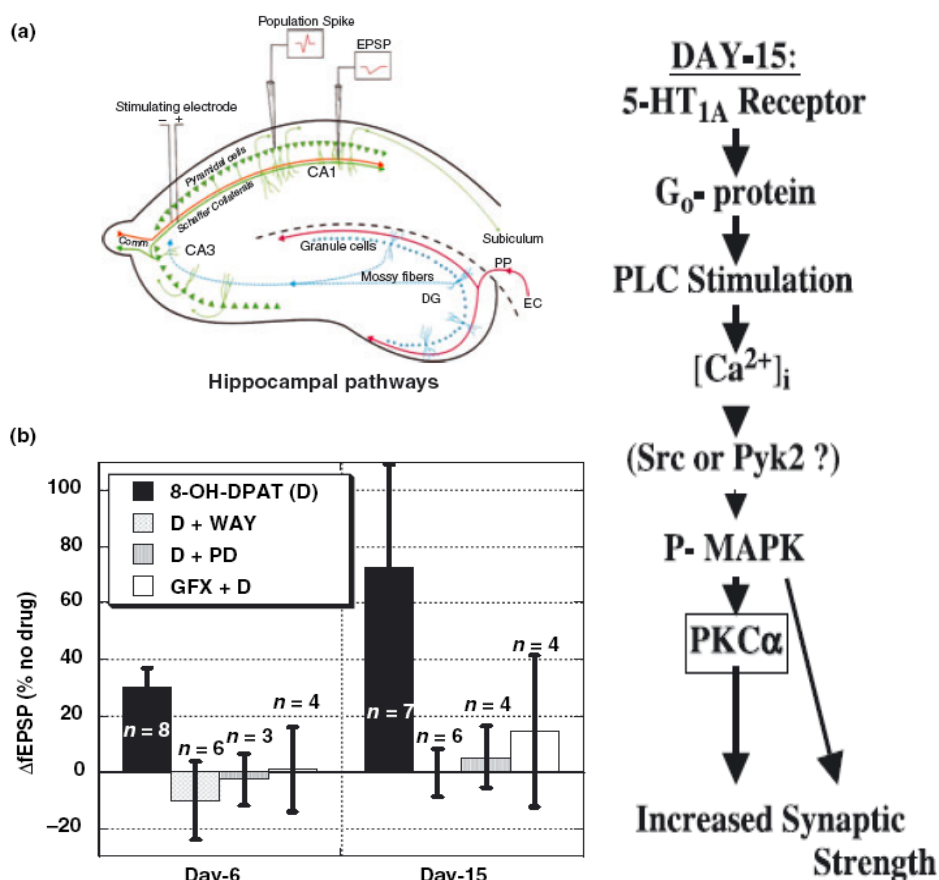 (a)
Population Spike
EPSP
Stimulating electrode
– +
Pyramidal cells
CA1
Schaffer Collaterals
Comm
CA3
Granule cells
Subiculum
Mossy fibers
PP
DG
EC
Hippocampal pathways
DAY-15:
5-HT1A Receptor
Go- protein
PLC Stimulation
[Ca2+]i
(Src or Pyk2 ?)
P- MAPK
PKCα
Increased Synaptic
Strength
(b)
8-OH-DPAT (D)
D + WAY
D + PD
GFX + D
ΔfEPSP (% no drug)
100
80
60
40
20
0
–20
n = 8
n = 6
n = 3
n = 4
n = 7
n = 6
n = 4
n = 4
Day-6
Day-15